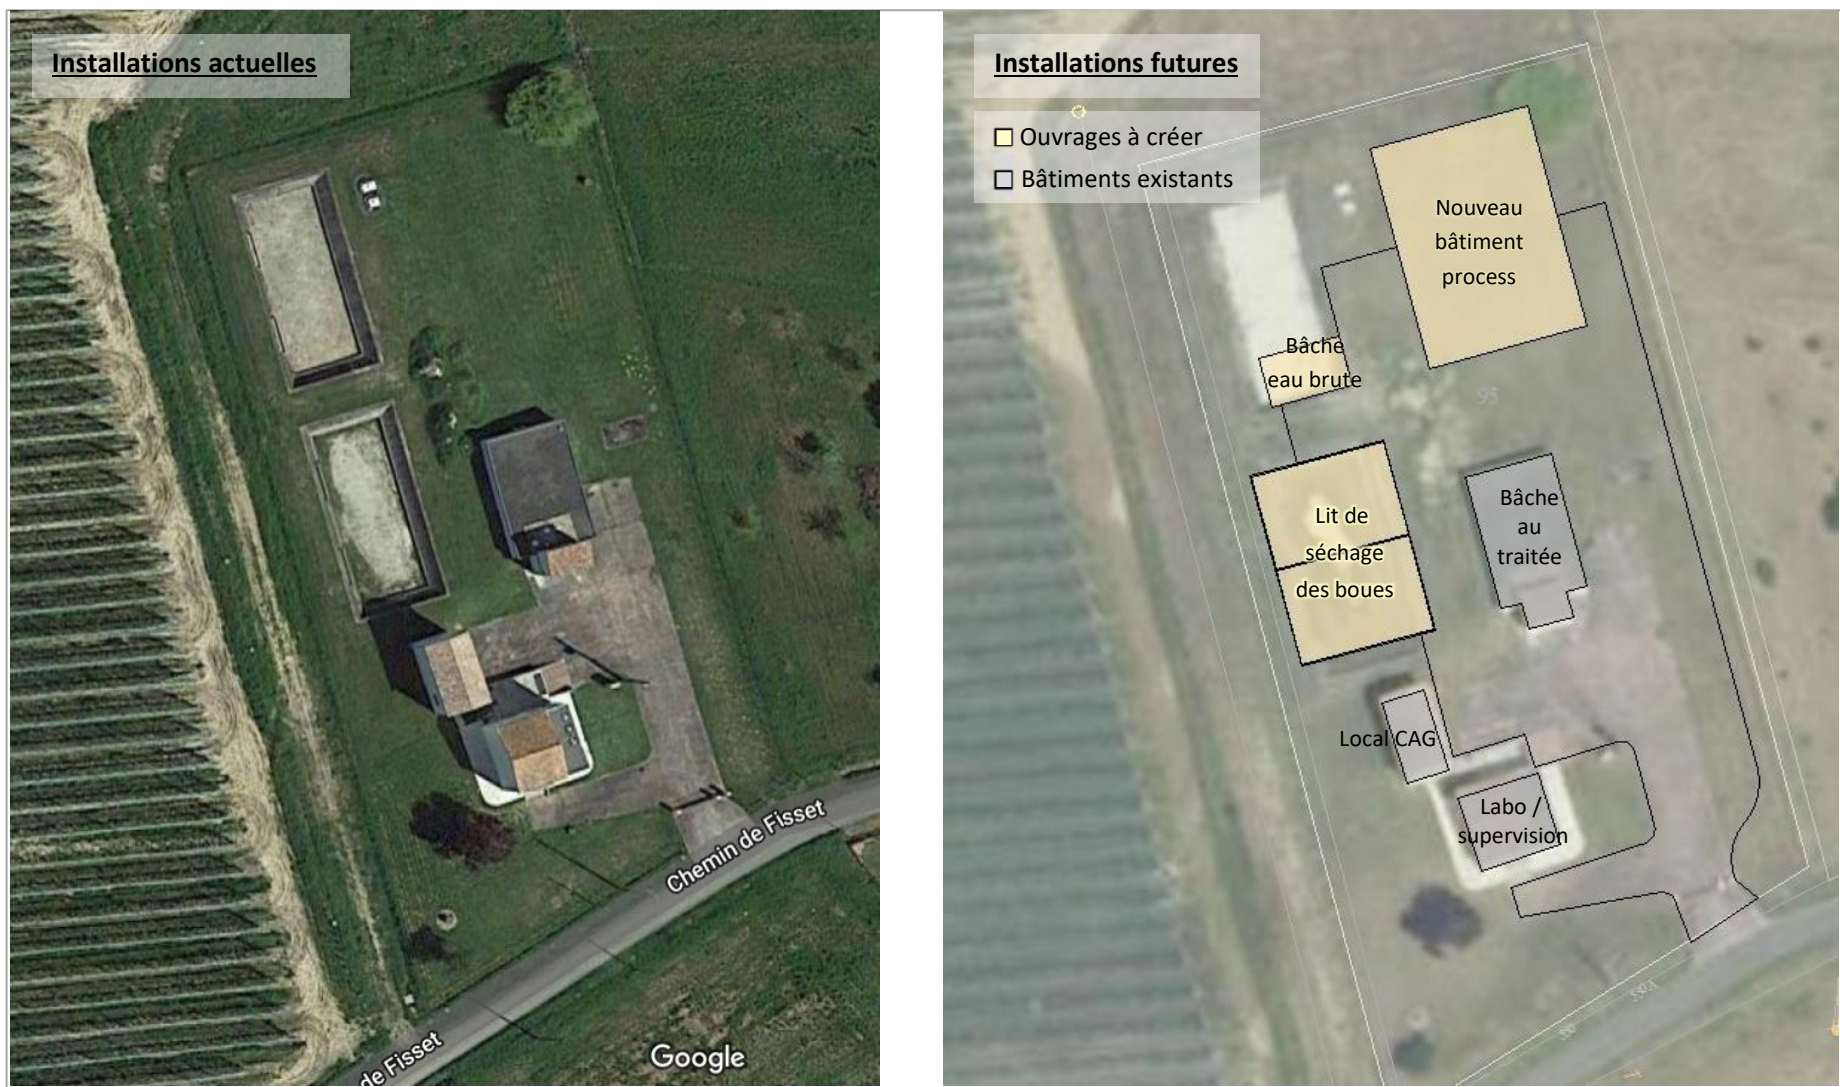 Installations actuelles
Chemin de Fisset
de Fisset
Google
Installations futures
Ouvrages à créer
Bâtiments existants
Nouveau
bâtiment
process
Bâche
eau brute
95
Lit de
séchage
des boues
Bâche
au
traitée
Local CAG
Labo /
supervision